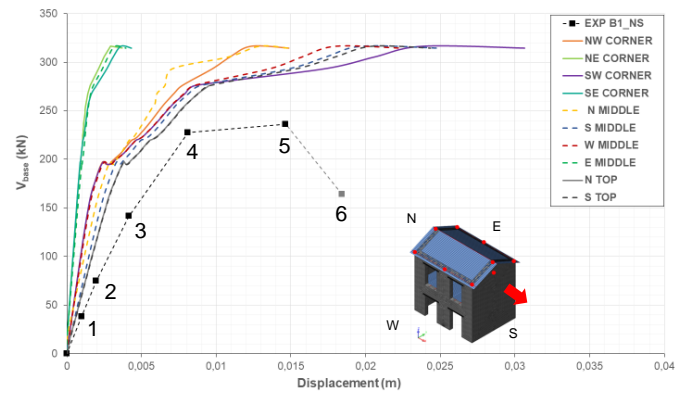 V_base (kN)
400
350
300
250
200
150
100
50
0
0
0,005
0,01
0,015
0,02
0,025
0,03
0,035
0,04
Displacement (m)
1
2
3
4
5
6
EXP B1_NS
NW CORNER
NE CORNER
SW CORNER
SE CORNER
N MIDDLE
S MIDDLE
W MIDDLE
E MIDDLE
N TOP
S TOP
N
E
W
S